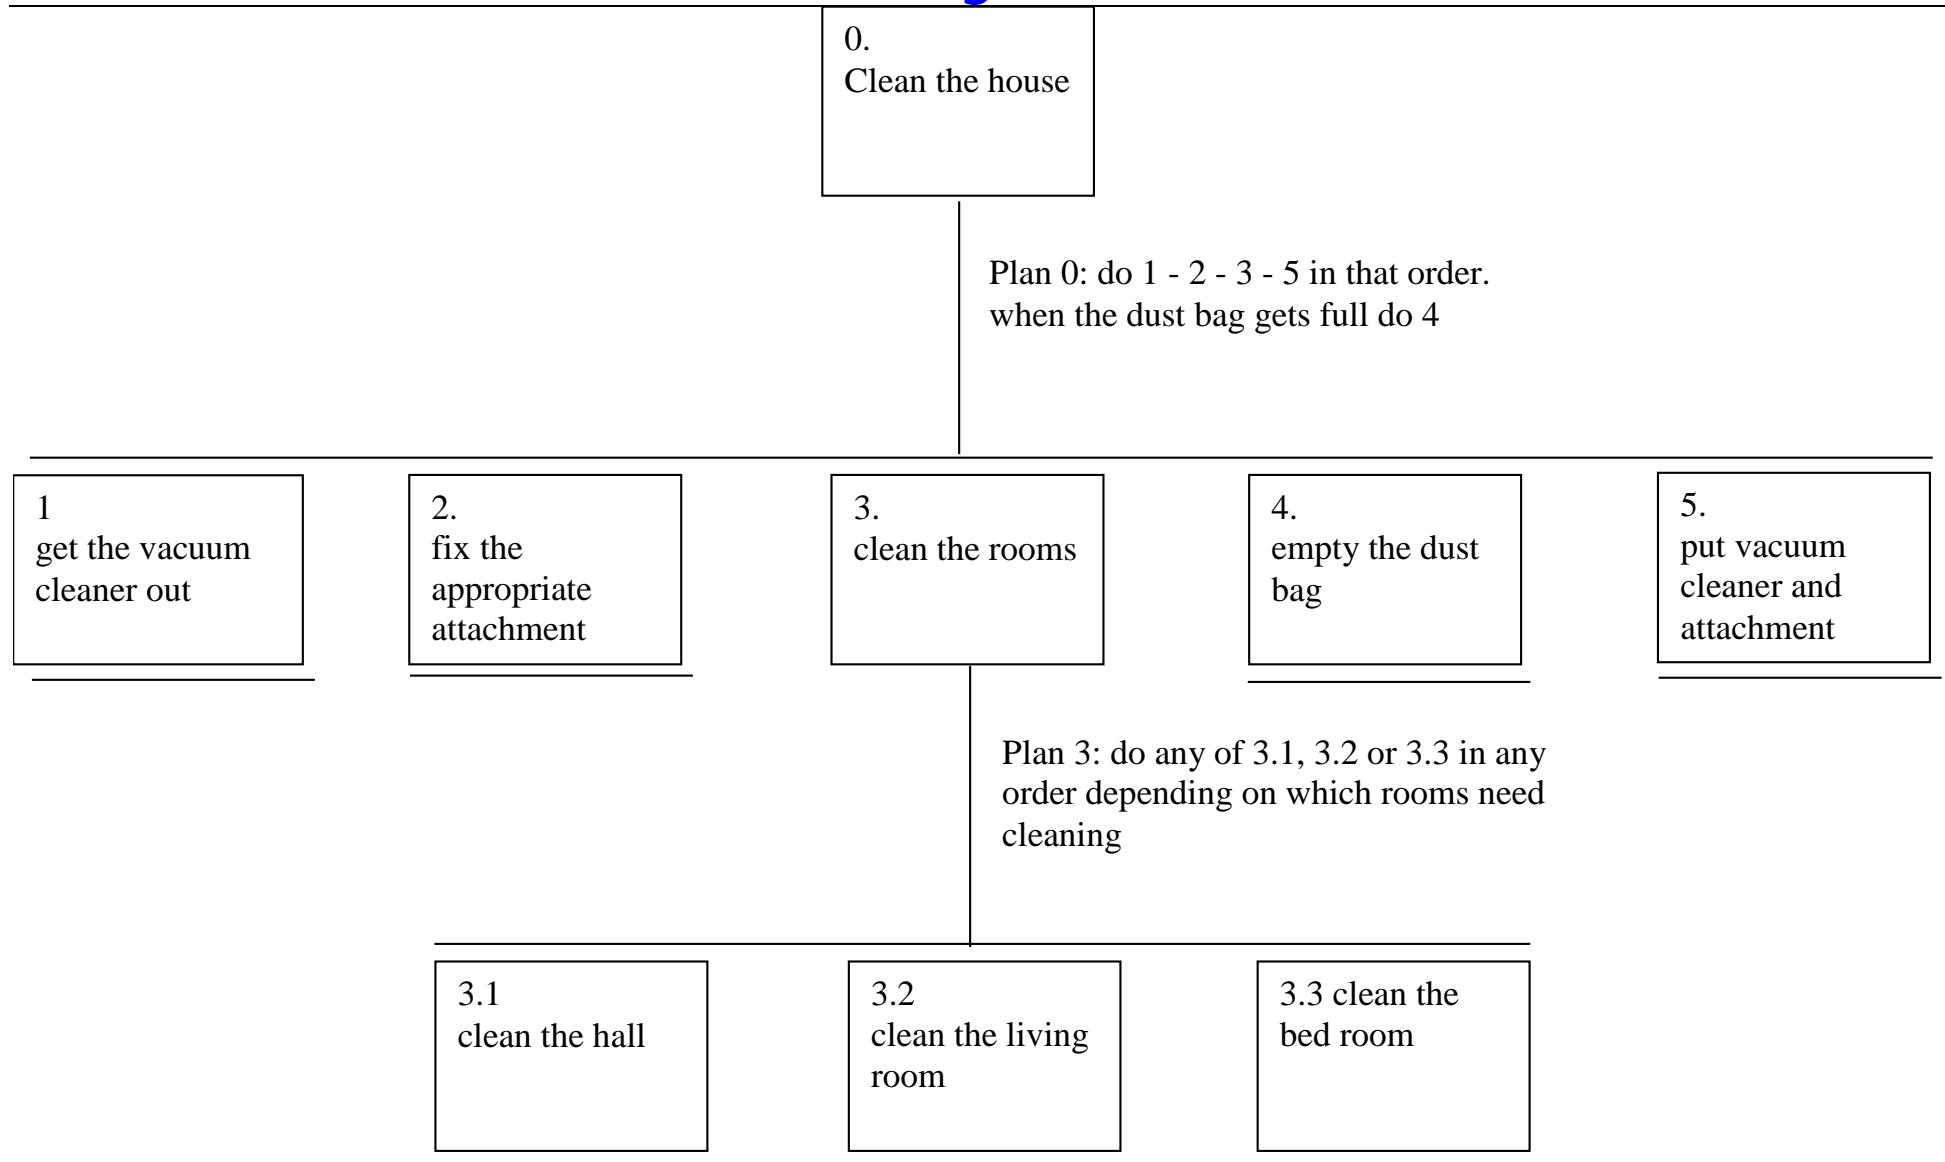 0.
Clean the house
Plan 0: do 1 - 2 - 3 - 5 in that order.
when the dust bag gets full do 4
1
get the vacuum
cleaner out
2.
fix the
appropriate
attachment
3.
clean the rooms
4.
empty the dust
bag
5.
put vacuum
cleaner and
attachment
Plan 3: do any of 3.1, 3.2 or 3.3 in any
order depending on which rooms need
cleaning
3.1
clean the hall
3.2
clean the living
room
3.3 clean the
bed room